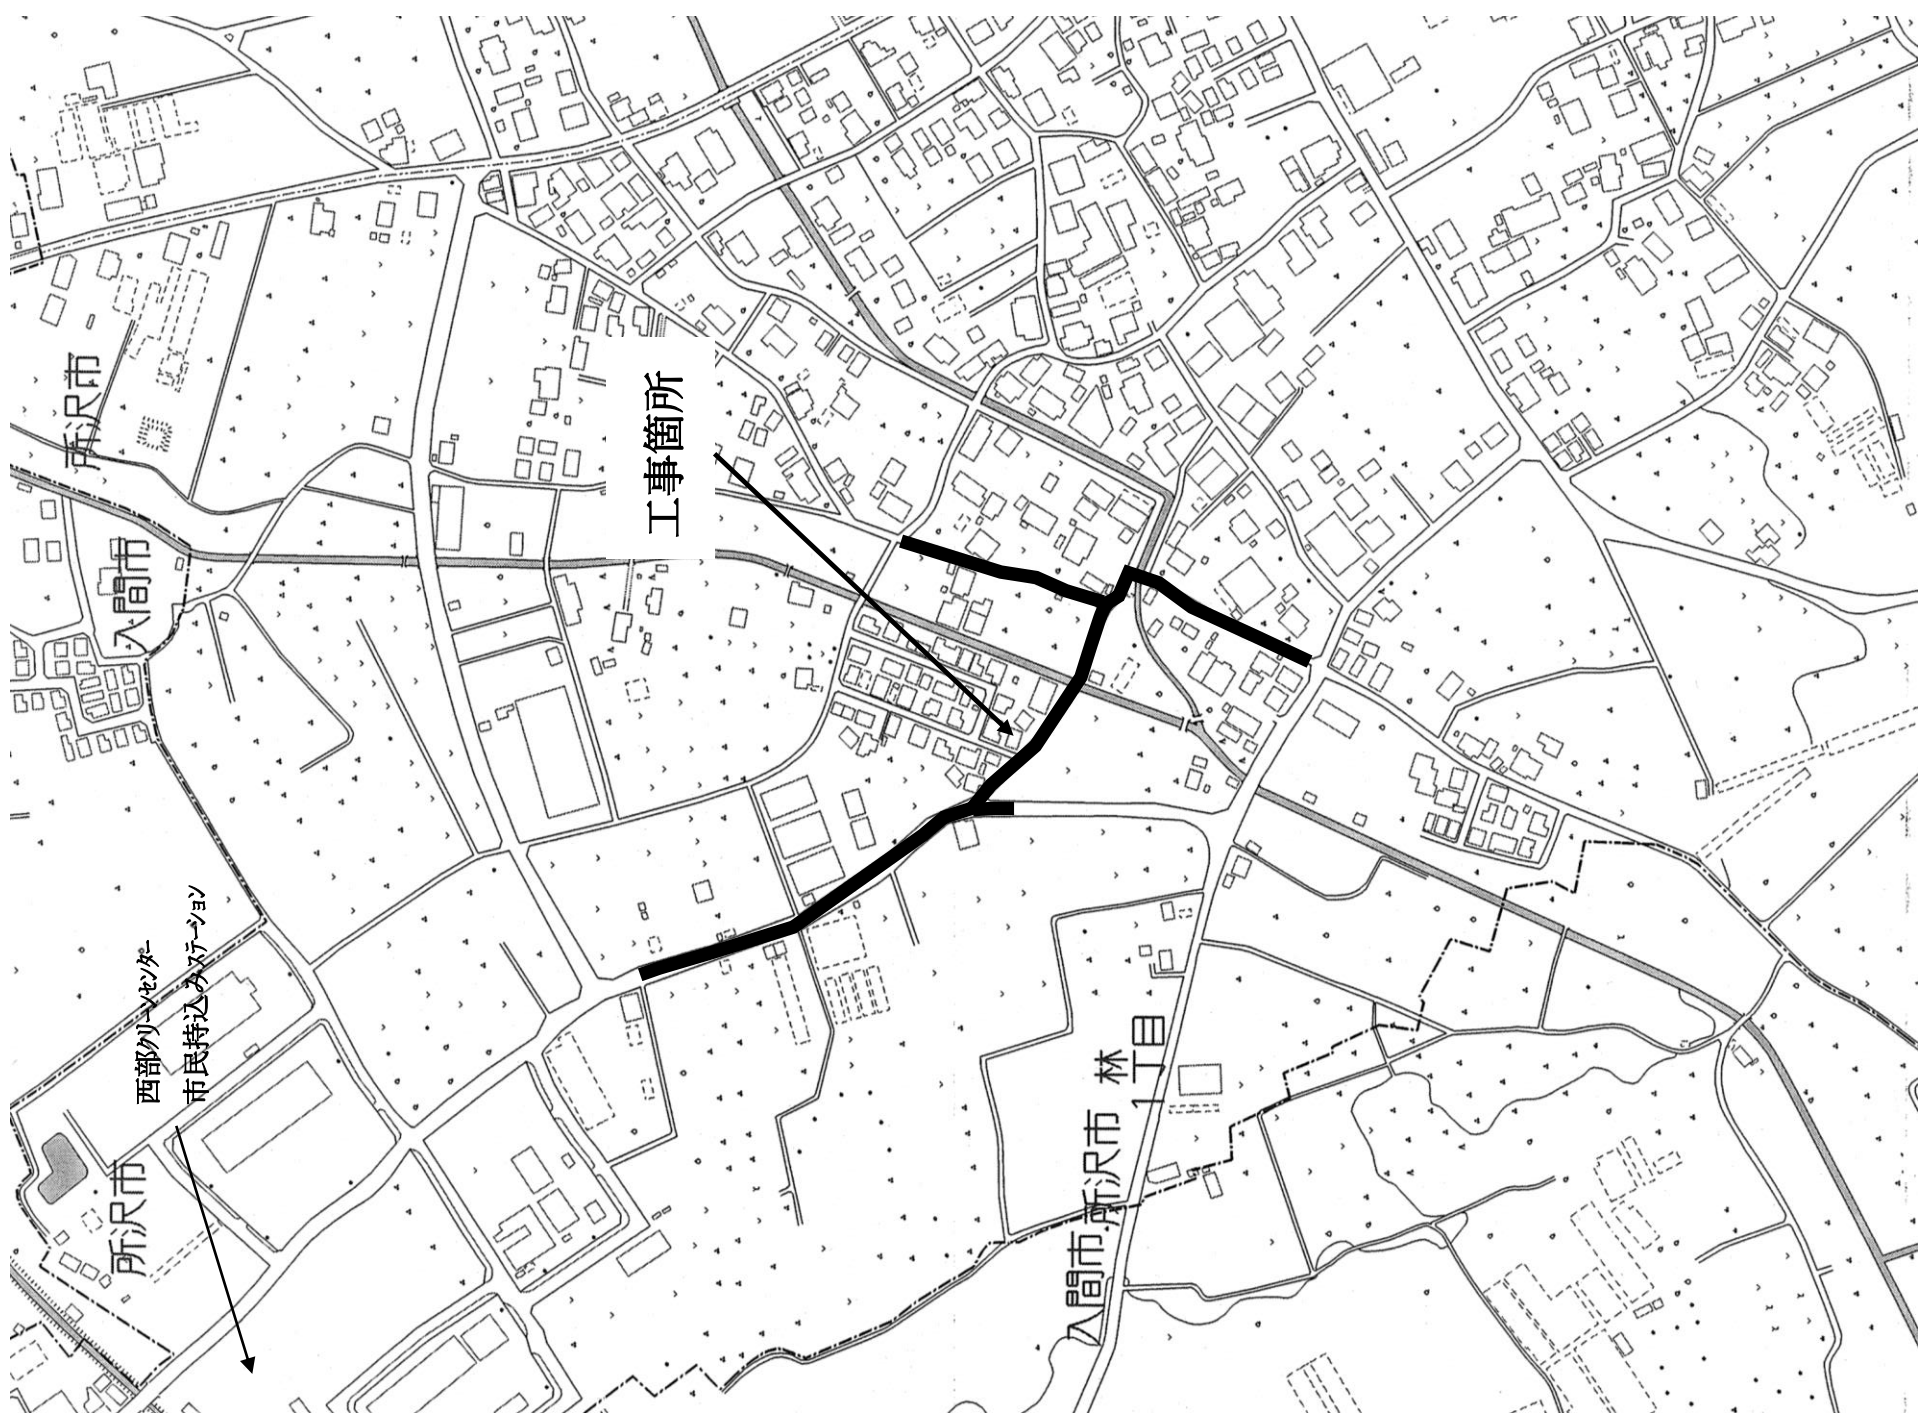 所沢市
入間市
工事箇所
西部クリーンセンター
市民持込みステーション
所沢市
林
1丁目
所沢市
入間市